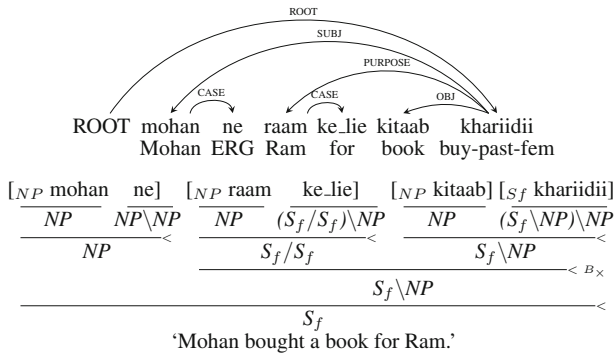 ROOT
SUBJ
PURPOSE
CASE CASE OBJ
ROOT mohan ne raam ke_lie kitaab khariidii
Mohan ERG Ram for book buy-past-fem
[NP mohan ne] [NP raam ke_lie] [NP kitaab] [Sf khariidii]
NP NP\NP NP (Sf/Sf)\NP NP (Sf\NP)\NP
< < <
NP Sf/Sf Sf\NP
< B×
Sf\NP
<
Sf
‘Mohan bought a book for Ram.’